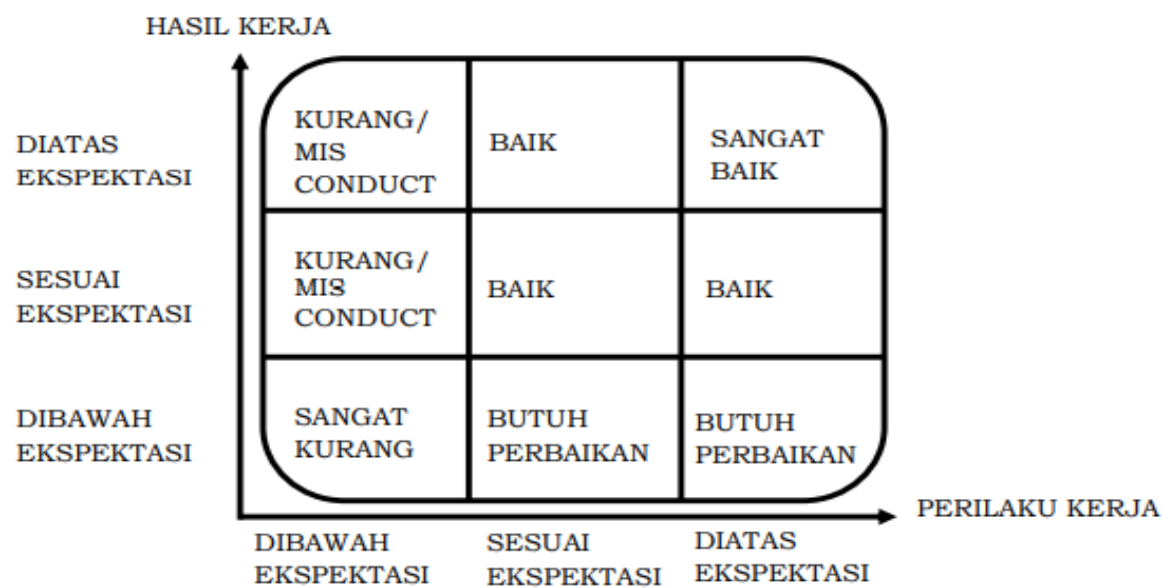 HASIL KERJA
DIATAS
EKSPEKTASI
KURANG/
MIS
CONDUCT
BAIK
SANGAT
BAIK
SESUAI
EKSPEKTASI
KURANG/
MIS
CONDUCT
BAIK
BAIK
DIBAWAH
EKSPEKTASI
SANGAT
KURANG
BUTUH
PERBAIKAN
BUTUH
PERBAIKAN
PERILAKU KERJA
DIBAWAH
EKSPEKTASI
SESUAI
EKSPEKTASI
DIATAS
EKSPEKTASI